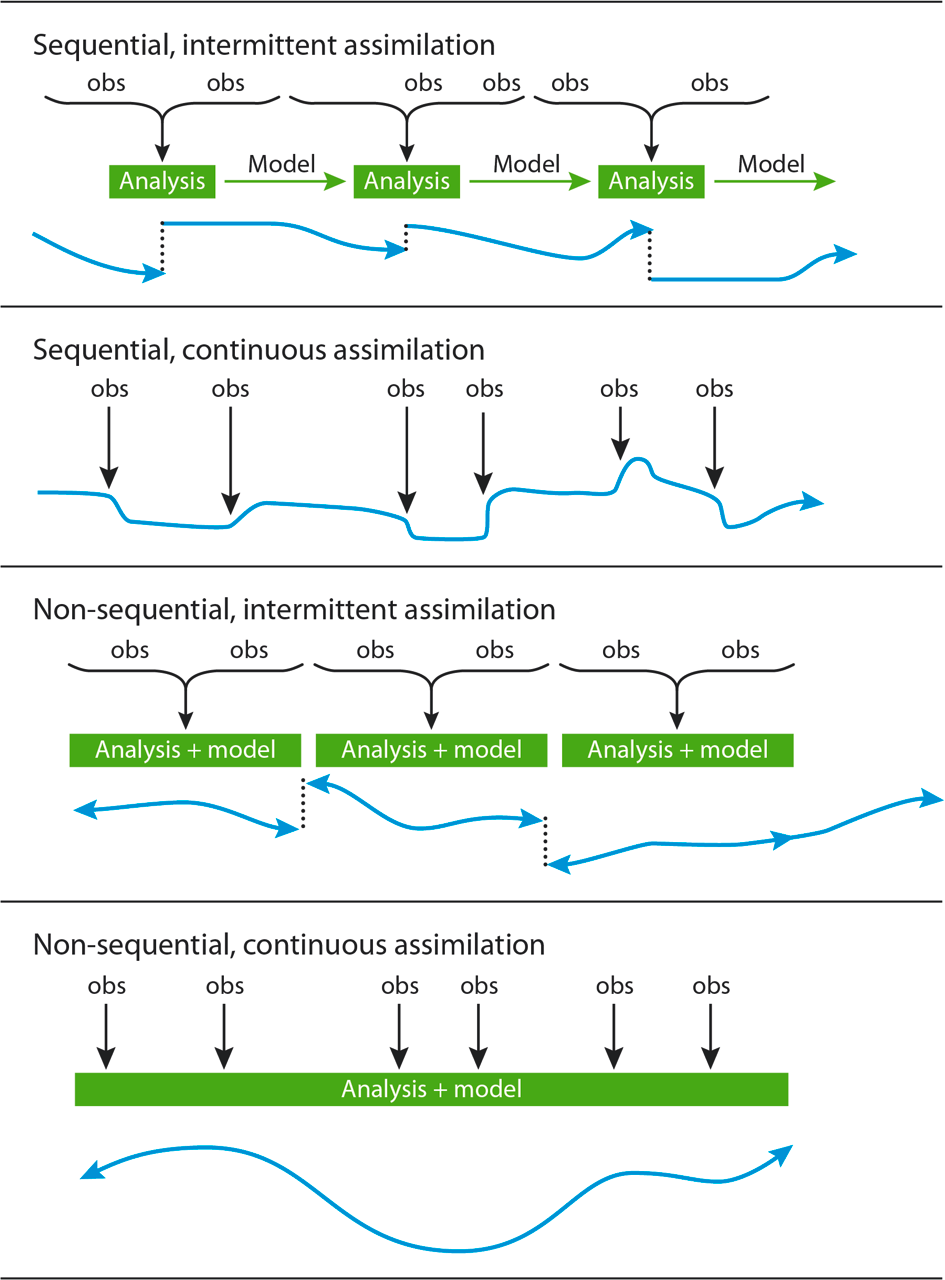 Sequential, intermittent assimilation
obs obs obs obs obs obs
Model Model Model
Analysis Analysis Analysis
Sequential, continuous assimilation
obs obs obs obs obs obs
Non-sequential, intermittent assimilation
obs obs obs obs obs obs
Analysis + model Analysis + model Analysis + model
Non-sequential, continuous assimilation
obs obs obs obs obs obs
Analysis + model